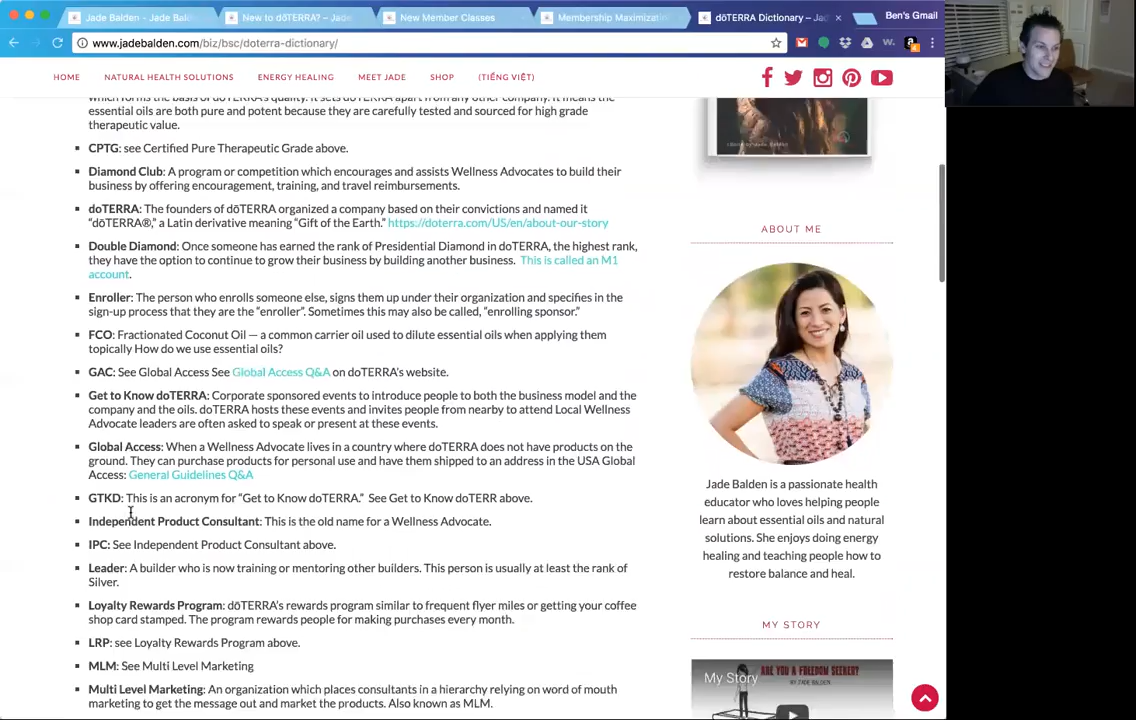 Jade Balden - Jade Bald
New to dōTERRA? – Jade
New Member Classes
Membership Maximization
dōTERRA Dictionary – Jad
Ben's Gmail
www.jadebalden.com/biz/bsc/doterra-dictionary/
HOME NATURAL HEALTH SOLUTIONS ENERGY HEALING MEET JADE SHOP (TIẾNG VIỆT)
which forms the basis of doTERRA's quality. It sets doTERRA apart from any other company. It means the
essential oils are both pure and potent because they are carefully tested and sourced for high grade
therapeutic value.
CPTG: see Certified Pure Therapeutic Grade above.
Diamond Club: A program or competition which encourages and assists Wellness Advocates to build their
business by offering encouragement, training, and travel reimbursements.
doTERRA: The founders of dōTERRA organized a company based on their convictions and named it
“dōTERRA®,” a Latin derivative meaning “Gift of the Earth.” https://doterra.com/US/en/about-our-story
Double Diamond: Once someone has earned the rank of Presidential Diamond in doTERRA, the highest rank,
they have the option to continue to grow their business by building another business. This is called an M1
account.
Enroller: The person who enrolls someone else, signs them up under their organization and specifies in the
sign-up process that they are the “enroller”. Sometimes this may also be called, “enrolling sponsor.”
FCO: Fractionated Coconut Oil — a common carrier oil used to dilute essential oils when applying them
topically How do we use essential oils?
GAC: See Global Access See Global Access Q&A on doTERRA's website.
Get to Know doTERRA: Corporate sponsored events to introduce people to both the business model and the
company and the oils. doTERRA hosts these events and invites people from nearby to attend Local Wellness
Advocate leaders are often asked to speak or present at these events.
Global Access: When a Wellness Advocate lives in a country where doTERRA does not have products on the
ground. They can purchase products for personal use and have them shipped to an address in the USA Global
Access: General Guidelines Q&A
GTKD: This is an acronym for “Get to Know doTERRA.” See Get to Know doTERR above.
Independent Product Consultant: This is the old name for a Wellness Advocate.
IPC: See Independent Product Consultant above.
Leader: A builder who is now training or mentoring other builders. This person is usually at least the rank of
Silver.
Loyalty Rewards Program: dōTERRA's rewards program similar to frequent flyer miles or getting your coffee
shop card stamped. The program rewards people for making purchases every month.
LRP: see Loyalty Rewards Program above.
MLM: See Multi Level Marketing
Multi Level Marketing: An organization which places consultants in a hierarchy relying on word of mouth
marketing to get the message out and market the products. Also known as MLM.
ABOUT ME
Jade Balden is a passionate health
educator who loves helping people
learn about essential oils and natural
solutions. She enjoys doing energy
healing and teaching people how to
restore balance and heal.
MY STORY
My Story
ARE YOU A FREEDOM SEEKER?
BY JADE BALDEN